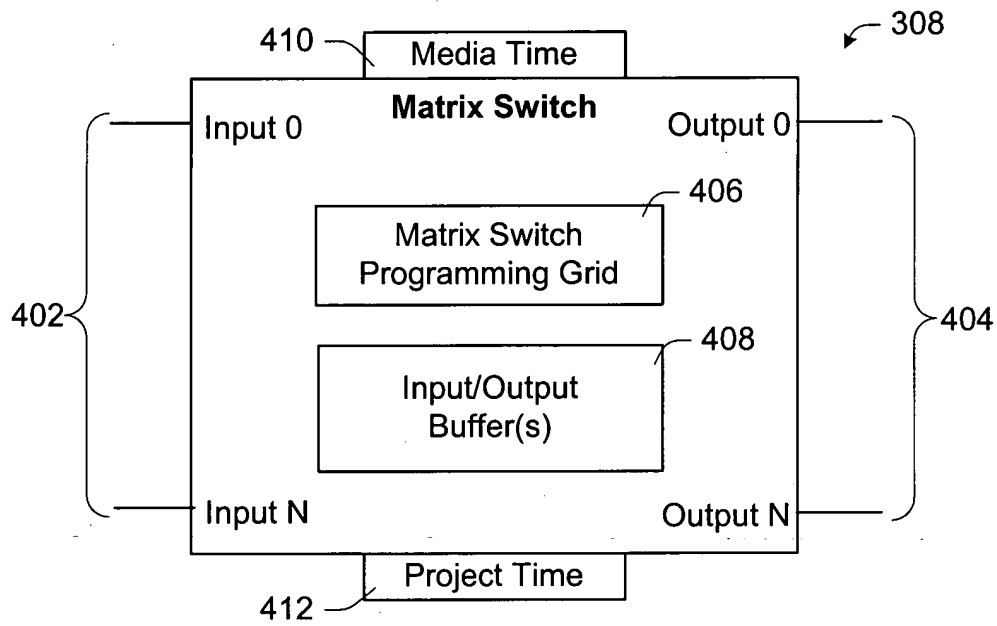 410
Media Time
308
Matrix Switch
Input 0
Output 0
406
Matrix Switch
Programming Grid
402
404
408
Input/Output
Buffer(s)
Input N
Output N
Project Time
412